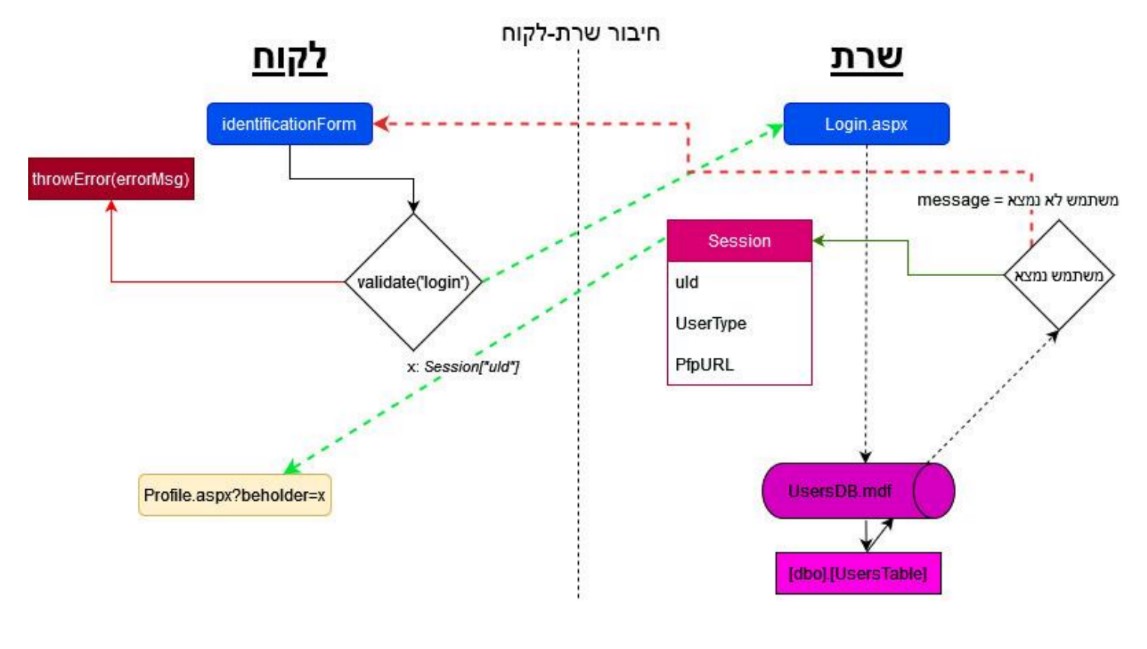 חיבור שרת-לקוח
לקוח
שרת
identificationForm
Login.aspx
throwError(errorMsg)
message = משתמש לא נמצא
Session
validate('login')
uId
משתמש נמצא
UserType
PfpURL
x: Session["uId"]
Profile.aspx?beholder=x
UsersDB.mdf
[dbo].[UsersTable]